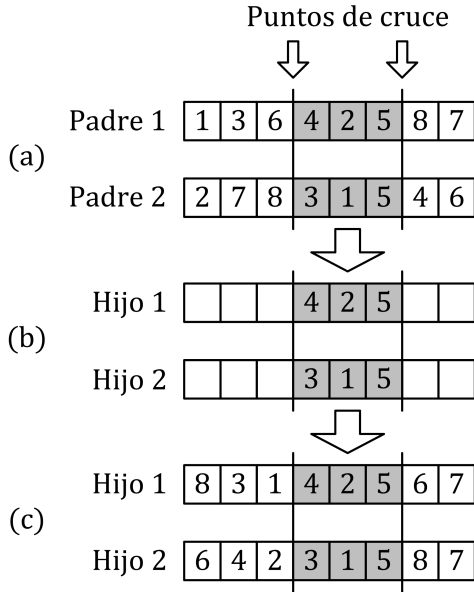 Puntos de cruce
Padre 1 1 3 6 4 2 5 8 7
(a)
Padre 2 2 7 8 3 1 5 4 6
Hijo 1 4 2 5
(b)
Hijo 2 3 1 5
Hijo 1 8 3 1 4 2 5 6 7
(c)
Hijo 2 6 4 2 3 1 5 8 7